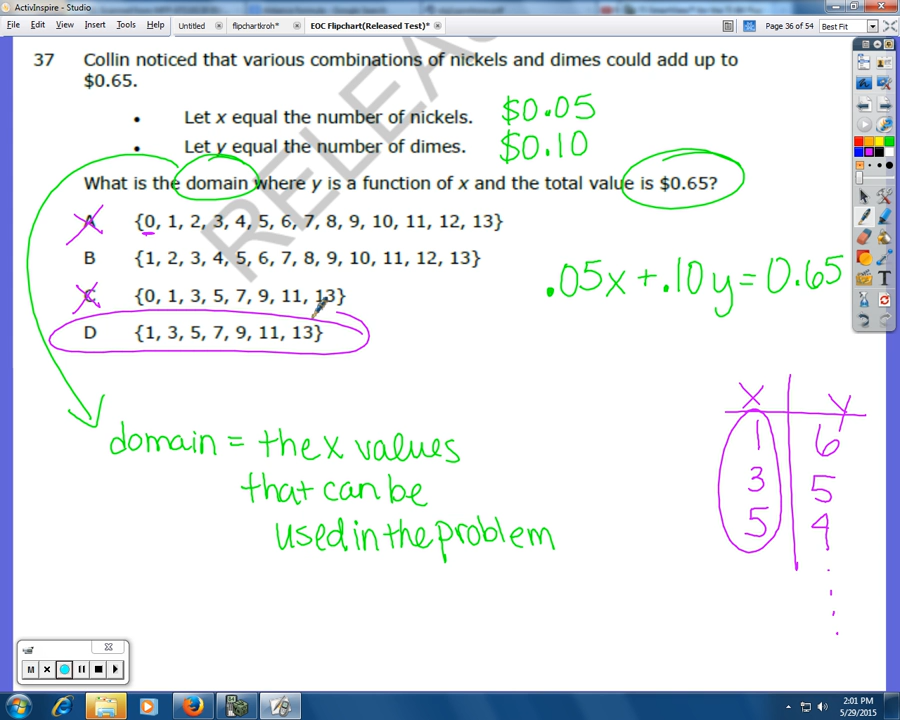 ActivInspire - Studio
File Edit View Insert Tools Help
Untitled
flipchartkroh*
EOC Flipchart(Released Test)*
Page 36 of 54
Best Fit
37 Collin noticed that various combinations of nickels and dimes could add up to
$0.65.
• Let x equal the number of nickels. $0.05
• Let y equal the number of dimes. $0.10
What is the domain where y is a function of x and the total value is $0.65?
A {0, 1, 2, 3, 4, 5, 6, 7, 8, 9, 10, 11, 12, 13}
B {1, 2, 3, 4, 5, 6, 7, 8, 9, 10, 11, 12, 13}
C {0, 1, 3, 5, 7, 9, 11, 13}
D {1, 3, 5, 7, 9, 11, 13}
.05x + .10y = 0.65
RELEAS
domain = the x values
that can be
used in the problem
X Y
1 6
3 5
5 4
M
2:01 PM
5/29/2015